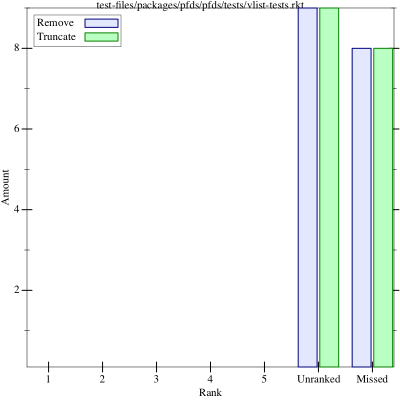 test-files/packages/pfds/pfds/tests/vlist-tests.rkt
Remove
Truncate
8
6
4
2
Amount
1 2 3 4 5 Unranked Missed
Rank